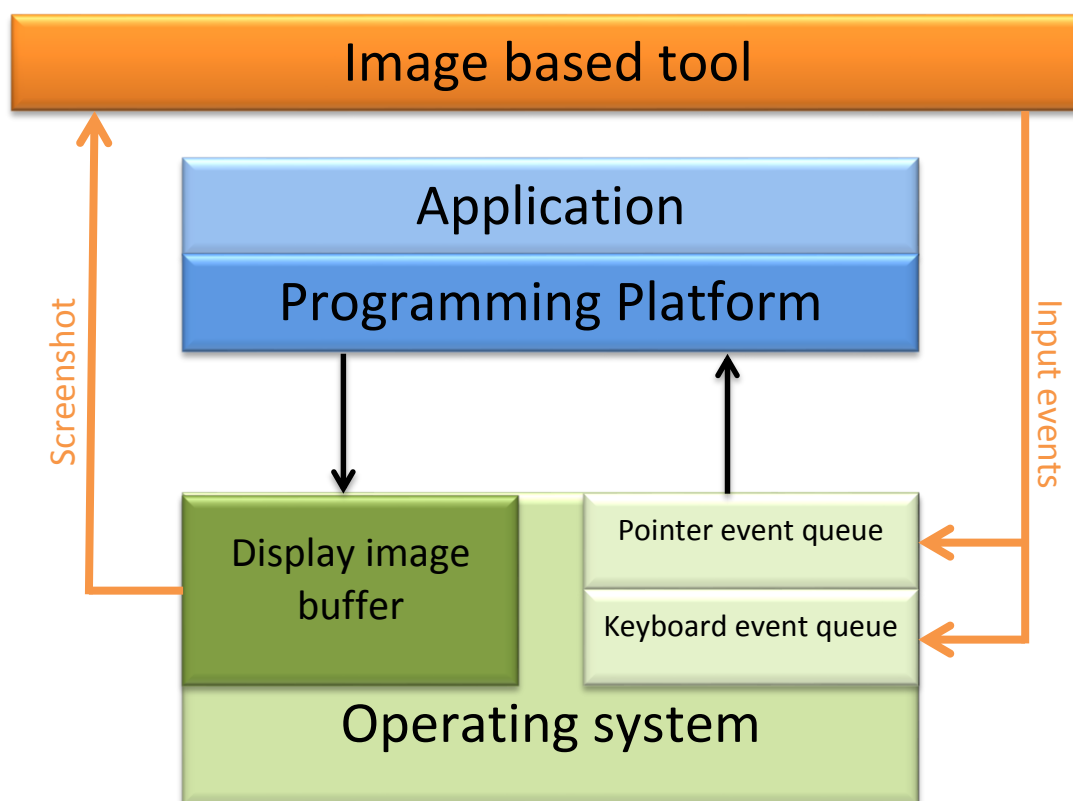 Image based tool
Application
Programming Platform
Screenshot
Input events
Display image
buffer
Pointer event queue
Keyboard event queue
Operating system